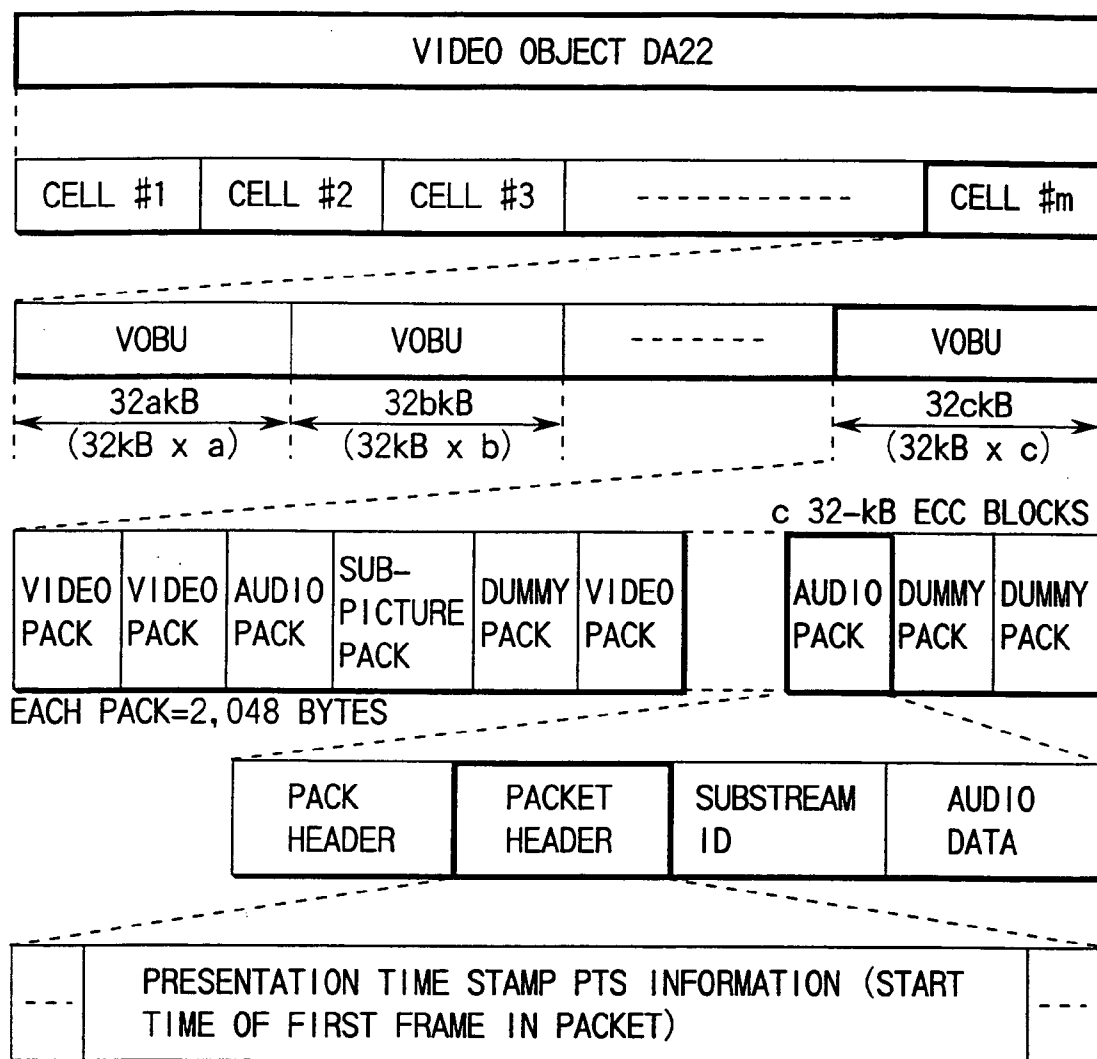 VIDEO OBJECT DA22
CELL #1 CELL #2 CELL #3 ----------- CELL #m
VOBU VOBU ------- VOBU
32akB 32bkB 32ckB
(32kB x a) (32kB x b) (32kB x c)
c 32-kB ECC BLOCKS
VIDEO PACK
VIDEO PACK
AUDIO PACK
SUB-
PICTURE
PACK
DUMMY PACK
VIDEO PACK
AUDIO PACK
DUMMY PACK
DUMMY PACK
EACH PACK=2,048 BYTES
PACK
HEADER
PACKET
HEADER
SUBSTREAM
ID
AUDIO
DATA
--- PRESENTATION TIME STAMP PTS INFORMATION (START ---
TIME OF FIRST FRAME IN PACKET)